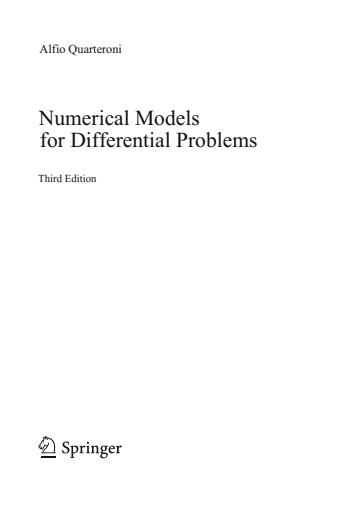 Alfio Quarteroni
Numerical Models
for Differential Problems
Third Edition
Springer